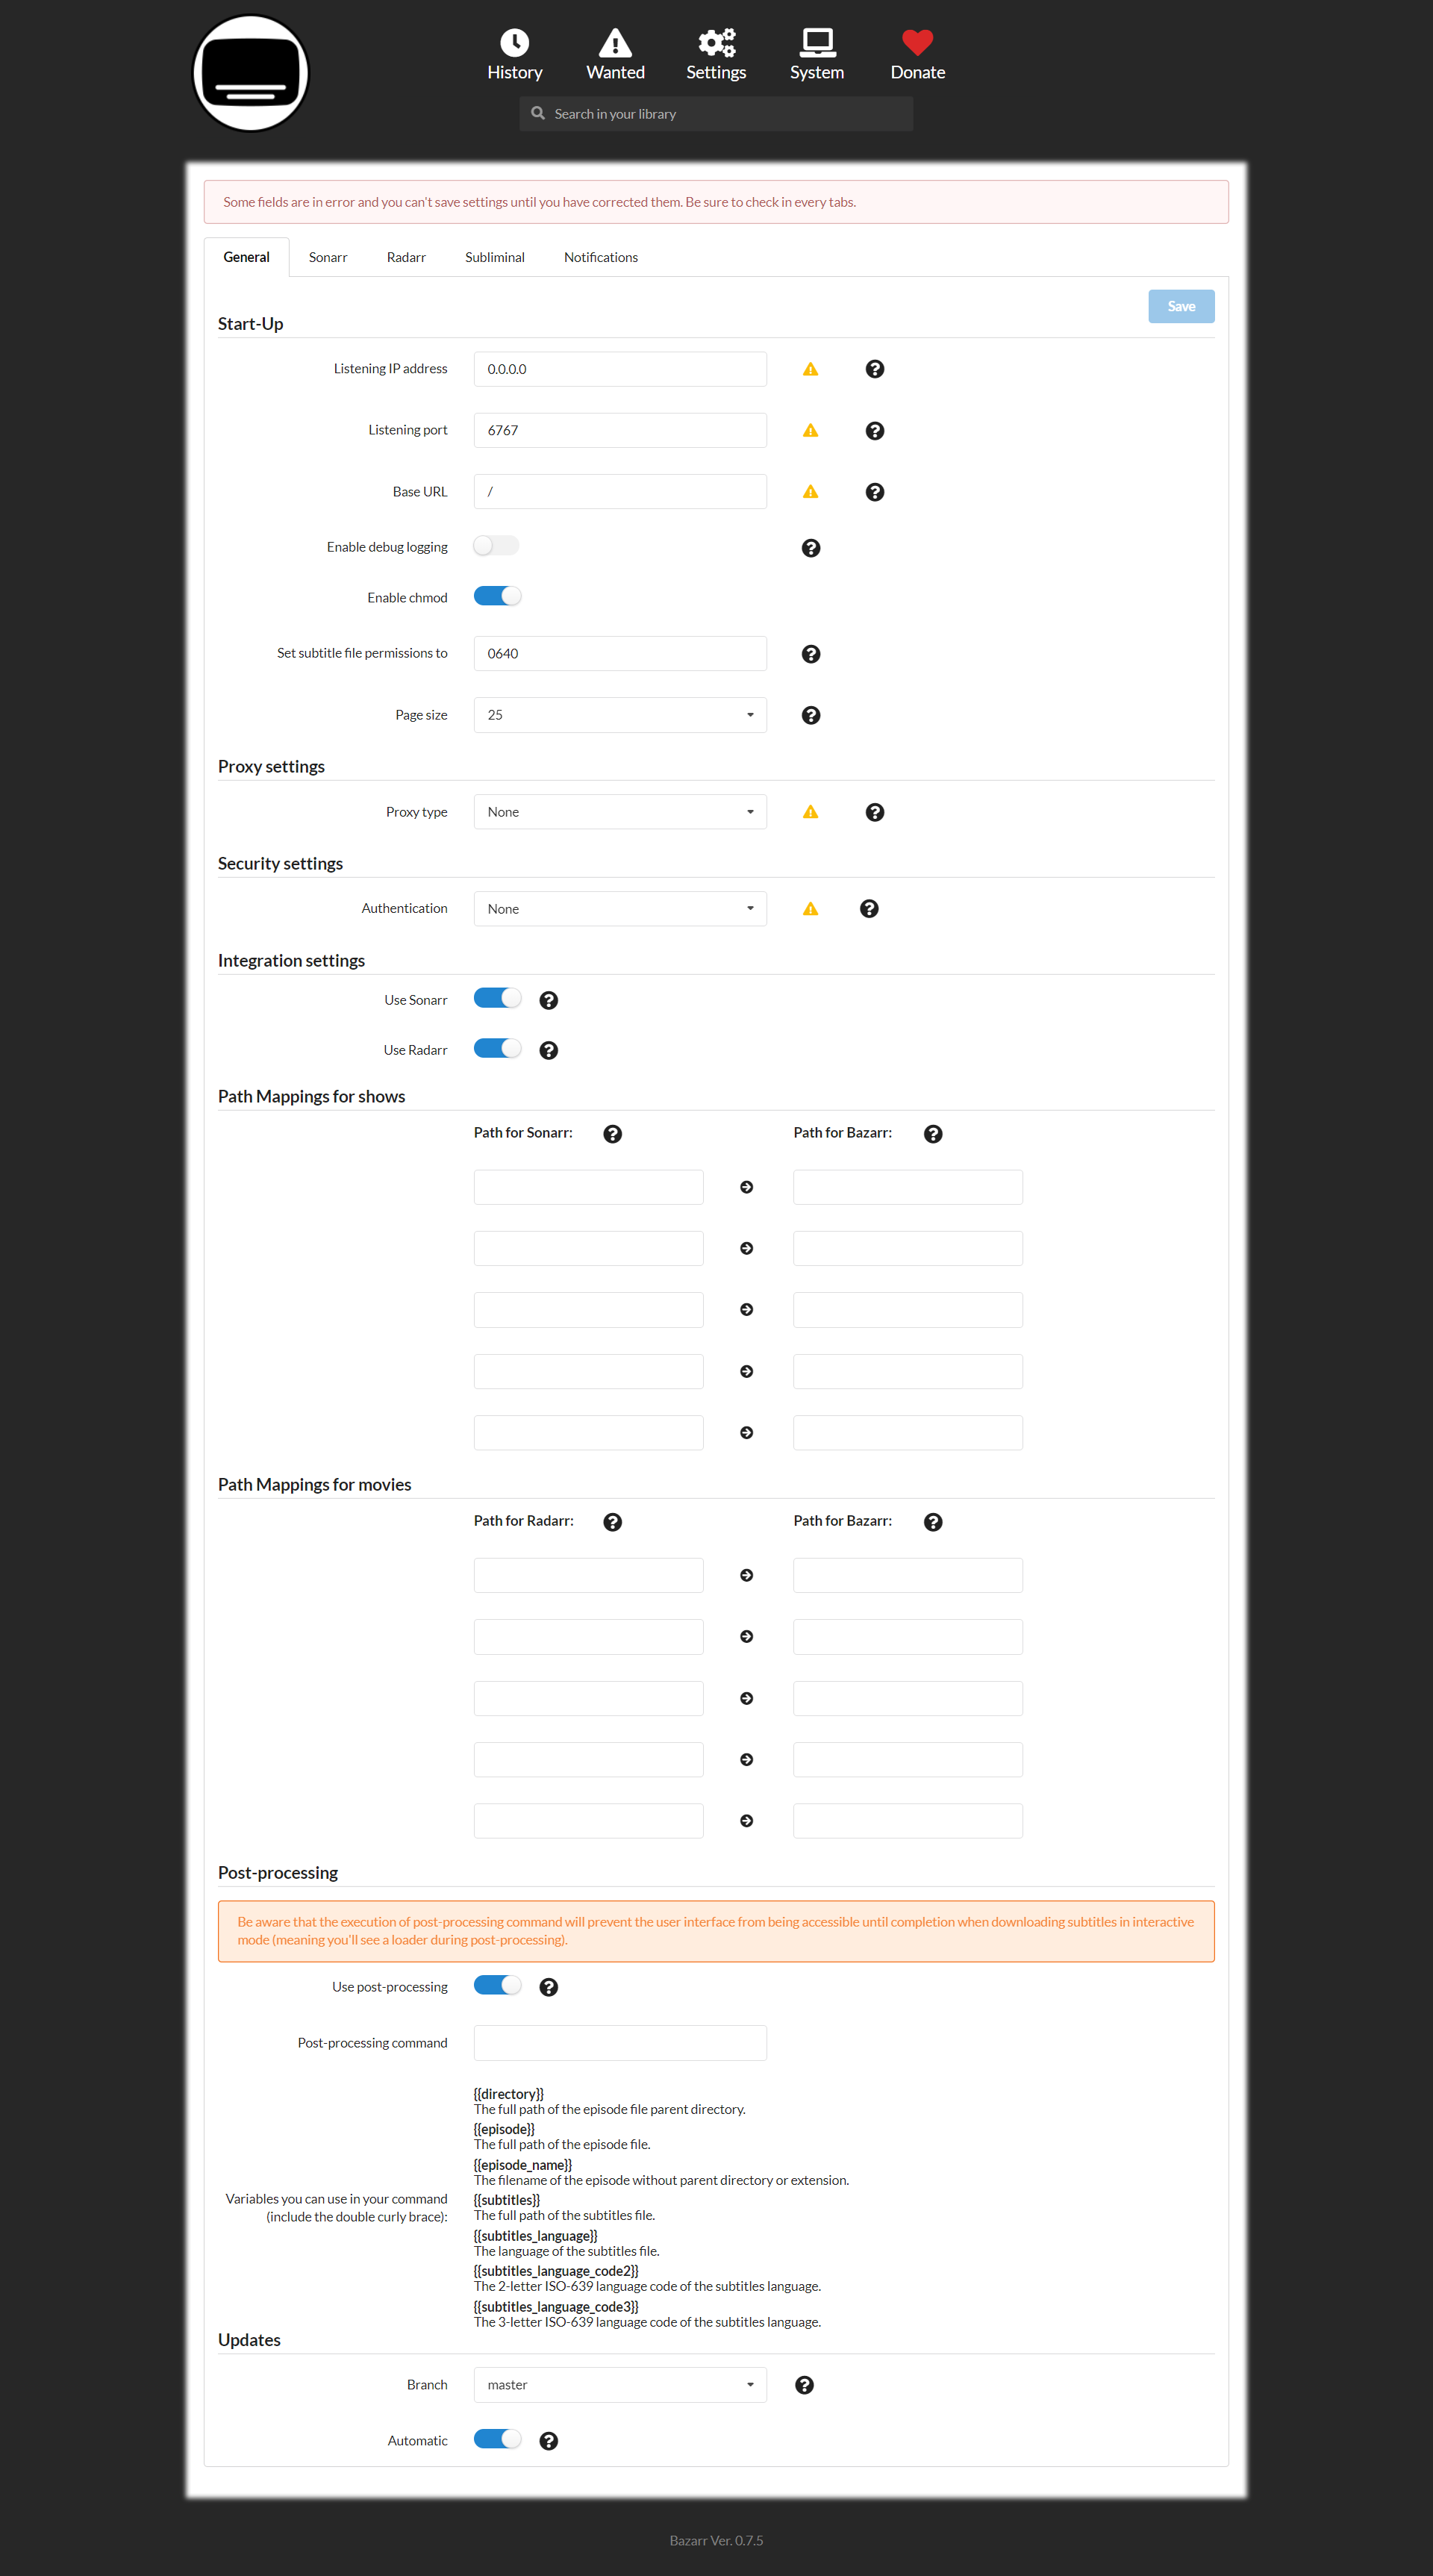 History
Wanted
Settings
System
Donate
Search in your library
Some fields are in error and you can't save settings until you have corrected them. Be sure to check in every tabs.
General
Sonarr
Radarr
Subliminal
Notifications
Save
Start-Up
Listening IP address
0.0.0.0
Listening port
6767
Base URL
/
Enable debug logging
Enable chmod
Set subtitle file permissions to
0640
Page size
25
Proxy settings
Proxy type
None
Security settings
Authentication
None
Integration settings
Use Sonarr
Use Radarr
Path Mappings for shows
Path for Sonarr:
Path for Bazarr:
Path Mappings for movies
Path for Radarr:
Path for Bazarr:
Post-processing
Be aware that the execution of post-processing command will prevent the user interface from being accessible until completion when downloading subtitles in interactive
mode (meaning you'll see a loader during post-processing).
Use post-processing
Post-processing command
Variables you can use in your command
(include the double curly brace):
{{directory}}
The full path of the episode file parent directory.
{{episode}}
The full path of the episode file.
{{episode_name}}
The filename of the episode without parent directory or extension.
{{subtitles}}
The full path of the subtitles file.
{{subtitles_language}}
The language of the subtitles file.
{{subtitles_language_code2}}
The 2-letter ISO-639 language code of the subtitles language.
{{subtitles_language_code3}}
The 3-letter ISO-639 language code of the subtitles language.
Updates
Branch
master
Automatic
Bazarr Ver. 0.7.5